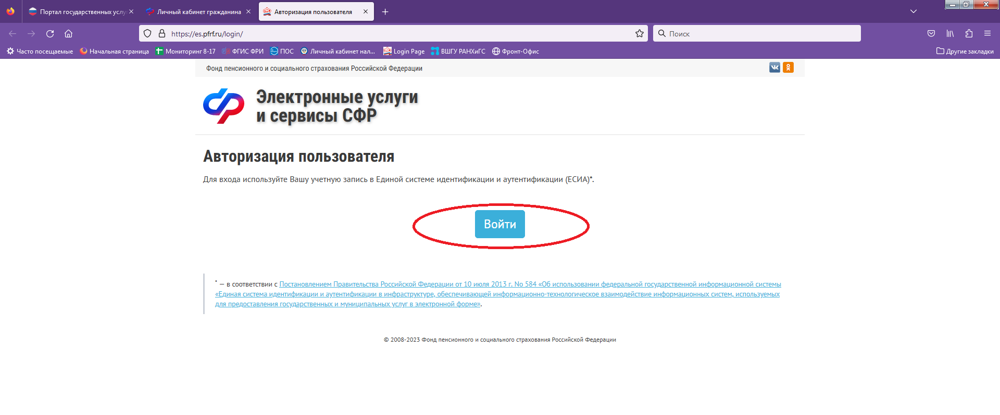 Портал государственных услу
Личный кабинет гражданина
Авторизация пользователя
https://es.pfrf.ru/login/
Поиск
Часто посещаемые
Начальная страница
Мониторинг 8-17
ФГИС ФРИ
ПОС
Личный кабинет нал...
Login Page
ВШГУ РАНХиГС
Фронт-Офис
Другие закладки
Фонд пенсионного и социального страхования Российской Федерации
Электронные услуги
и сервисы СФР
Авторизация пользователя
Для входа используйте Вашу учетную запись в Единой системе идентификации и аутентификации (ЕСИА)*.
Войти
* — в соответствии с Постановлением Правительства Российской Федерации от 10 июля 2013 г. No 584 «Об использовании федеральной государственной информационной системы
«Единая система идентификации и аутентификации в инфраструктуре, обеспечивающей информационно-технологическое взаимодействие информационных систем, используемых
для предоставления государственных и муниципальных услуг в электронной форме».
© 2008-2023 Фонд пенсионного и социального страхования Российской Федерации